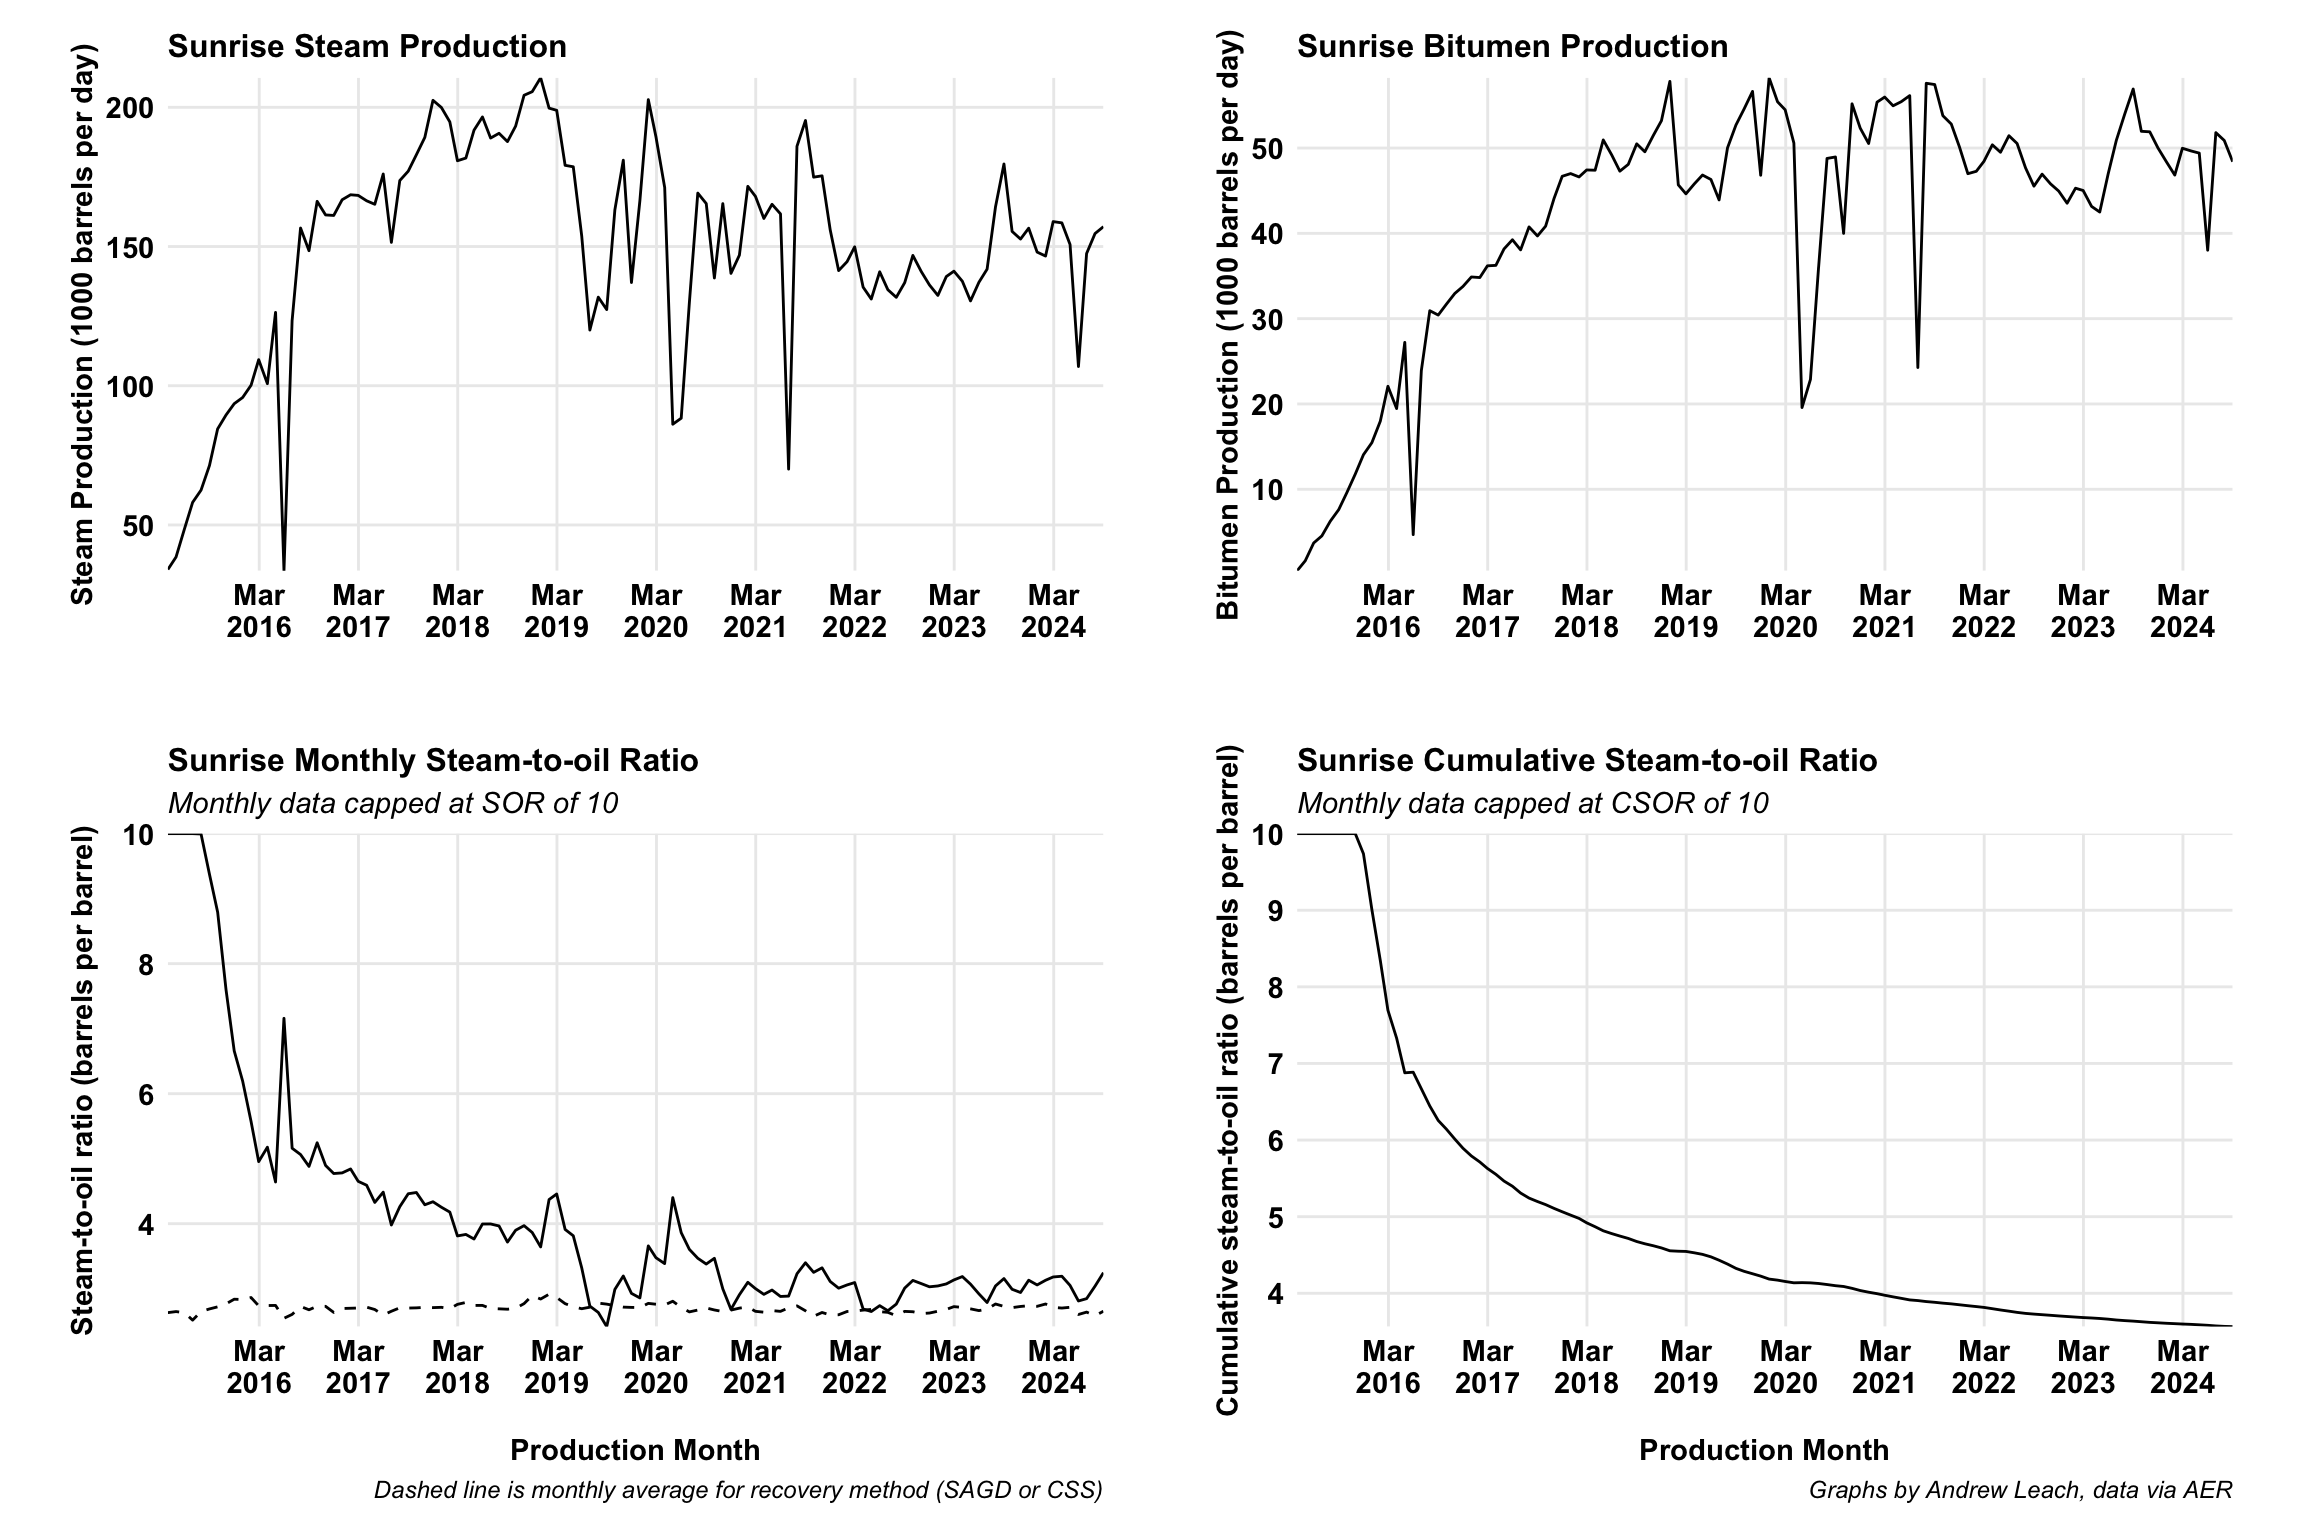 Sunrise Steam Production
Steam Production (1000 barrels per day)
200
150
100
50
Mar Mar Mar Mar Mar Mar Mar Mar Mar
2016 2017 2018 2019 2020 2021 2022 2023 2024
Sunrise Bitumen Production
Bitumen Production (1000 barrels per day)
50
40
30
20
10
Mar Mar Mar Mar Mar Mar Mar Mar Mar
2016 2017 2018 2019 2020 2021 2022 2023 2024
Sunrise Monthly Steam-to-oil Ratio
Monthly data capped at SOR of 10
Steam-to-oil ratio (barrels per barrel)
10
8
6
4
Mar Mar Mar Mar Mar Mar Mar Mar Mar
2016 2017 2018 2019 2020 2021 2022 2023 2024
Production Month
Dashed line is monthly average for recovery method (SAGD or CSS)
Sunrise Cumulative Steam-to-oil Ratio
Monthly data capped at CSOR of 10
Cumulative steam-to-oil ratio (barrels per barrel)
10
9
8
7
6
5
4
Mar Mar Mar Mar Mar Mar Mar Mar Mar
2016 2017 2018 2019 2020 2021 2022 2023 2024
Production Month
Graphs by Andrew Leach, data via AER